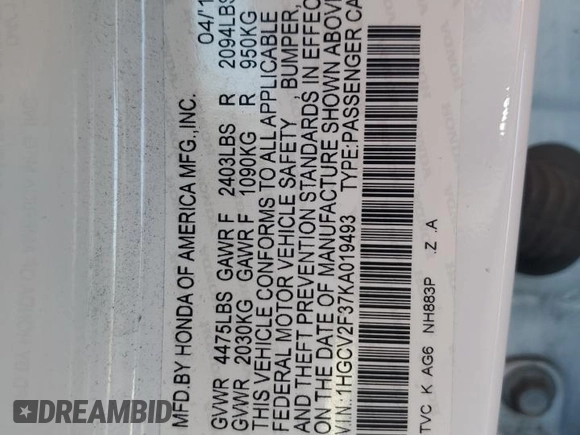 MFD.BY HONDA OF AMERICA MFG.,INC. 04/1
GVWR 4475LBS GAWR F 2403LBS R 2094LBS
GVWR 2030KG GAWR F 1090KG R 950KG
THIS VEHICLE CONFORMS TO ALL APPLICABLE
FEDERAL MOTOR VEHICLE SAFETY, BUMPER,
AND THEFT PREVENTION STANDARDS IN EFFEC
ON THE DATE OF MANUFACTURE SHOWN ABOVE
V.I.N.:1HGCV2F37KA019493 TYPE:PASSENGER CA
TVC K AG6 NH883P .Z .A
DREAMBID